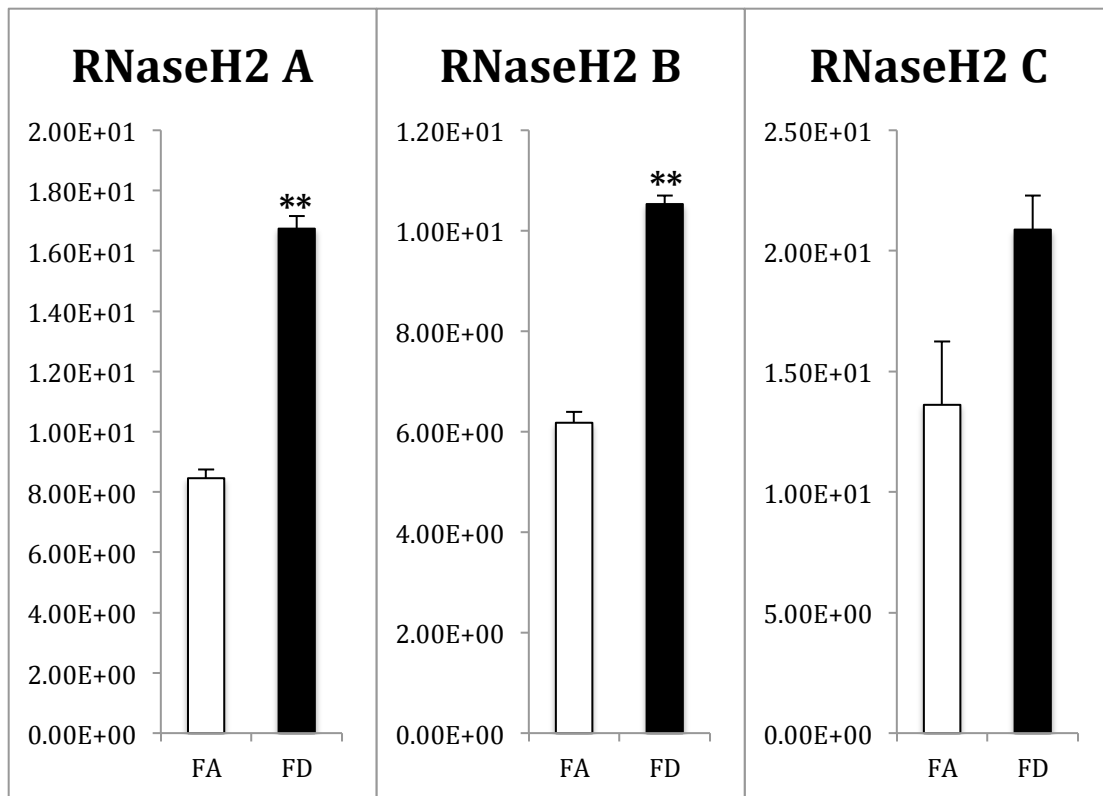 RNaseH2 A
2.00E+01
1.80E+01
1.60E+01
1.40E+01
1.20E+01
1.00E+01
8.00E+00
6.00E+00
4.00E+00
2.00E+00
0.00E+00
**
FA FD
RNaseH2 B
1.20E+01
1.00E+01
8.00E+00
6.00E+00
4.00E+00
2.00E+00
0.00E+00
**
FA FD
RNaseH2 C
2.50E+01
2.00E+01
1.50E+01
1.00E+01
5.00E+00
0.00E+00
FA FD